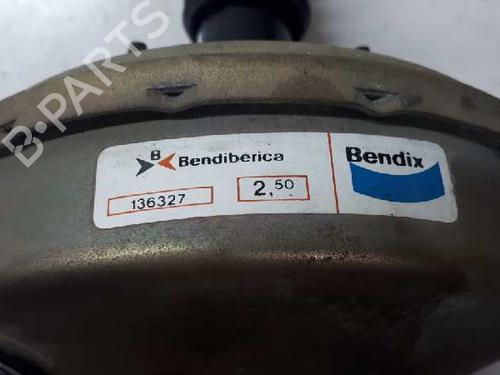 B-PARTS
B
Bendiberica
136327
2,50
Bendix